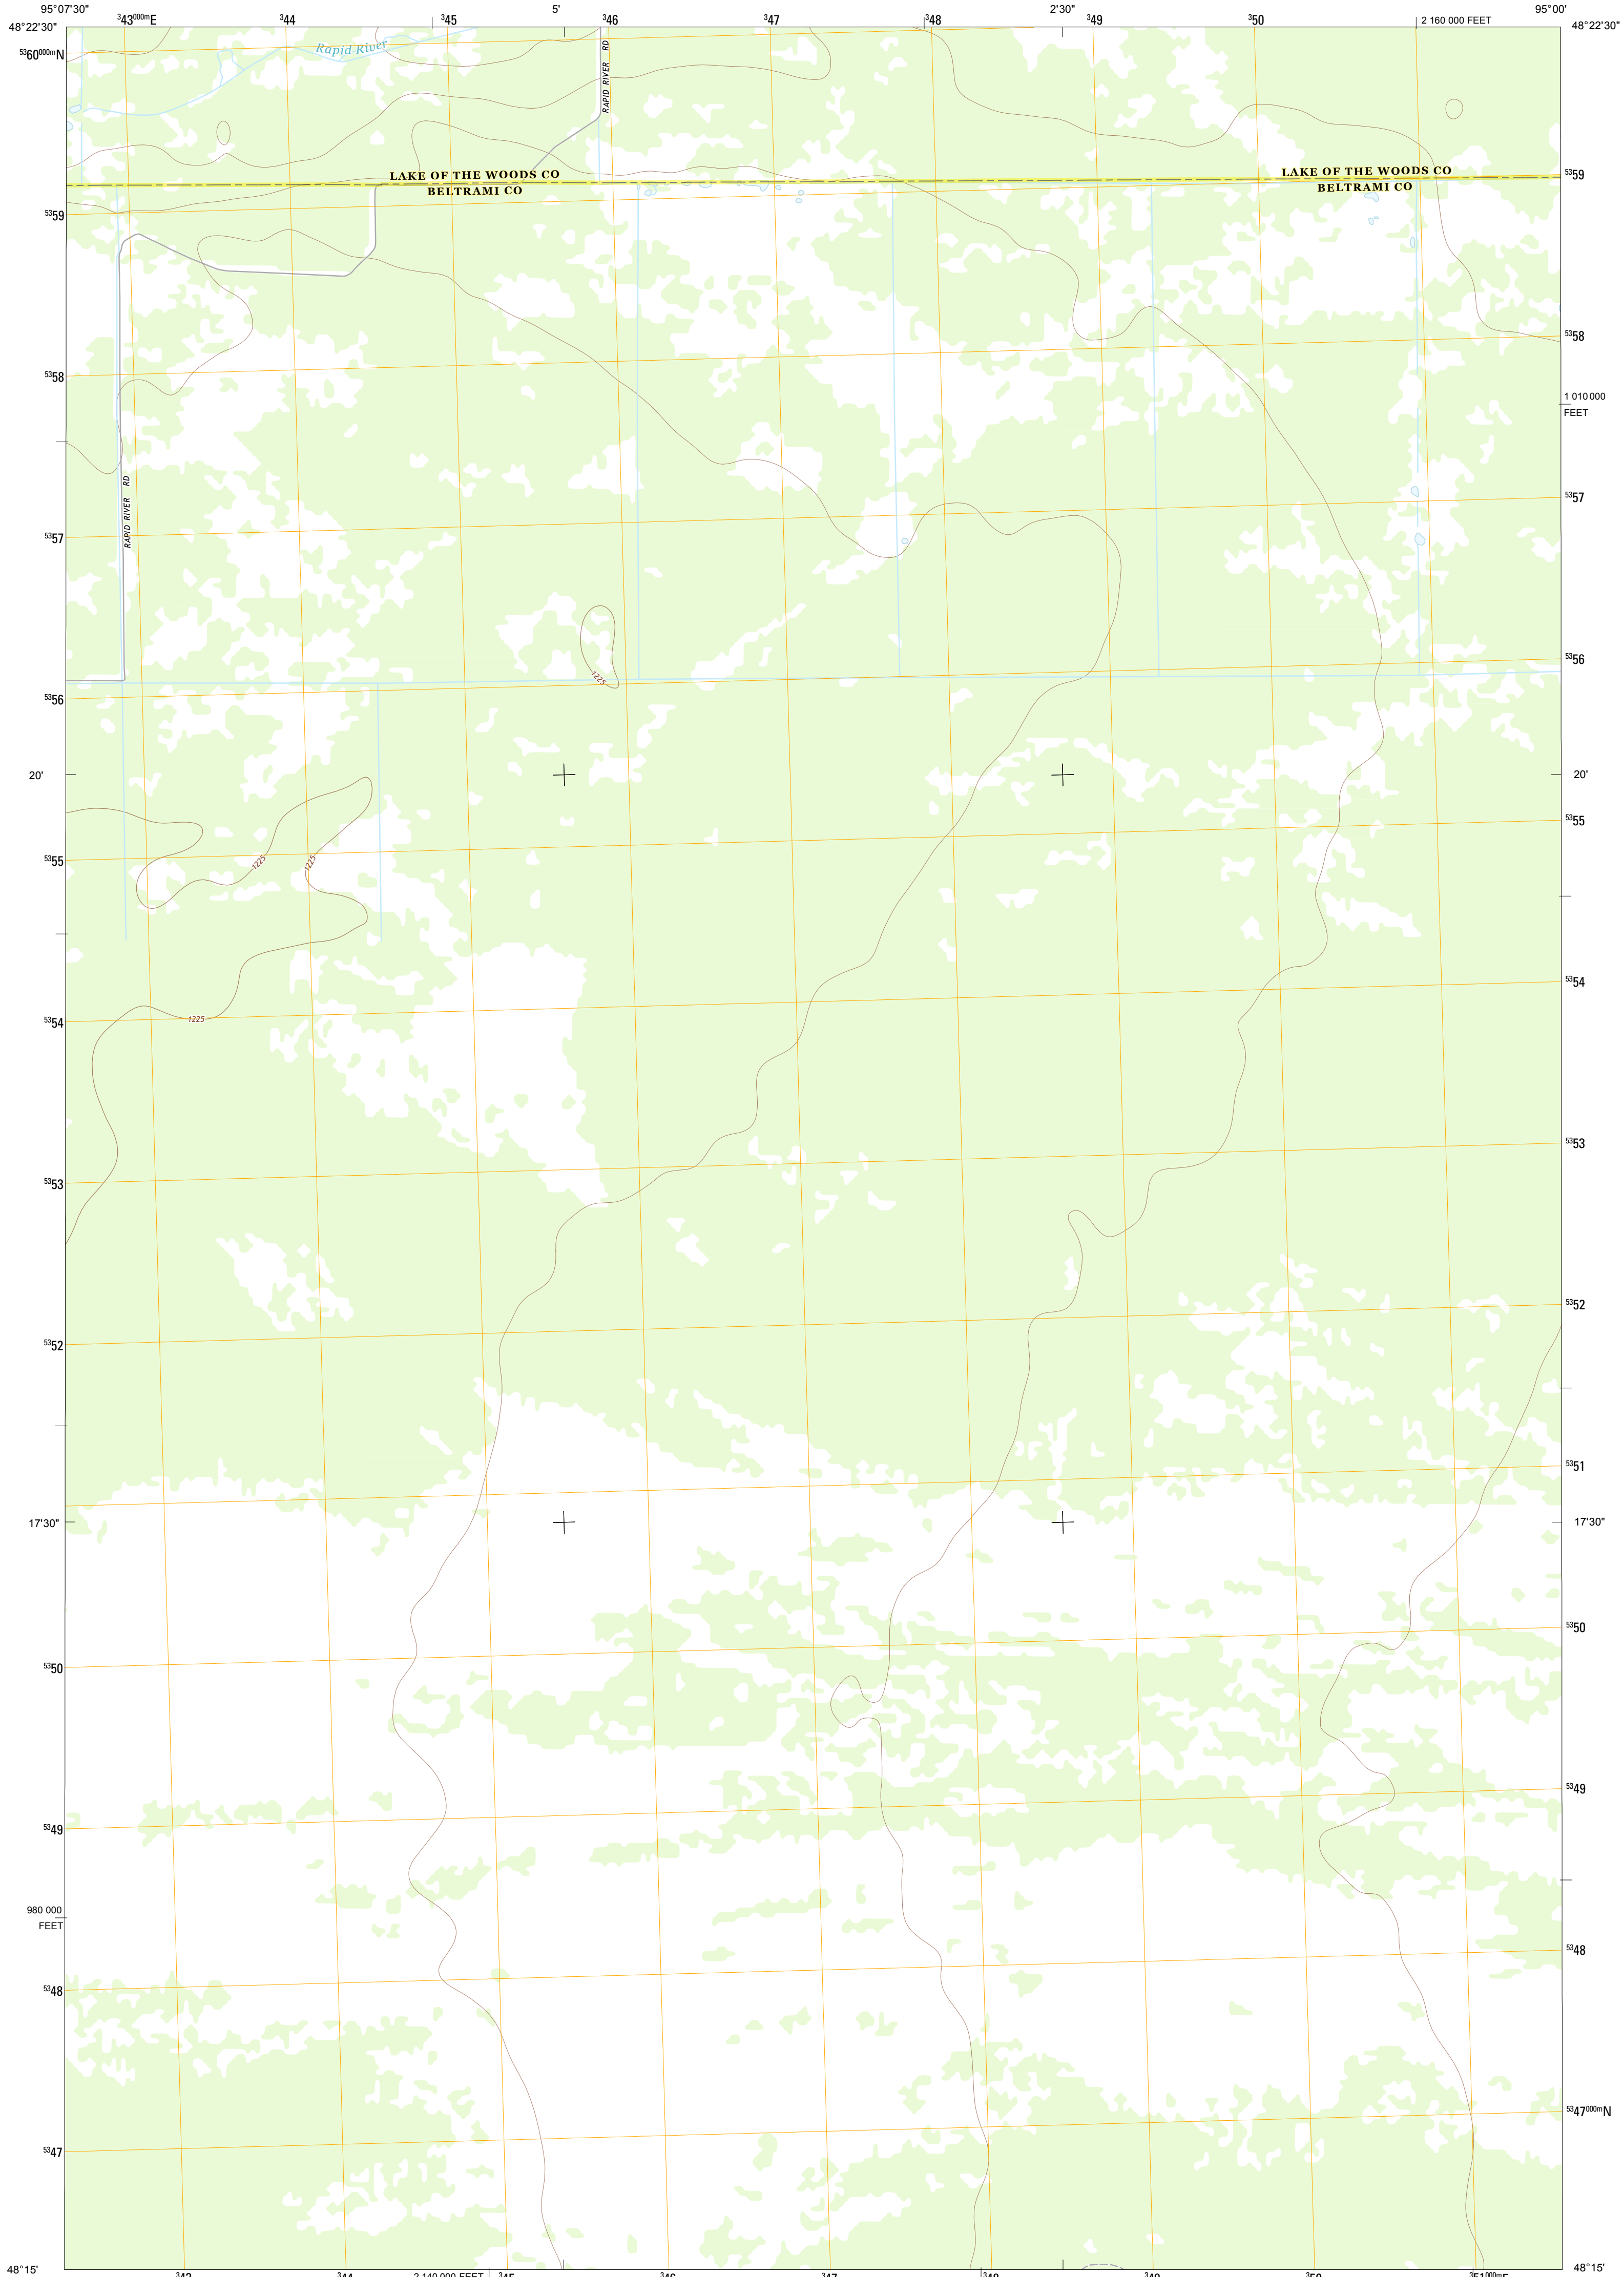 95°07'30" ³43⁰⁰⁰ᵐE ³44 ³45 5' ³46 ³47 ³48 2'30" ³49 ³50 2 160 000 FEET 95°00'
48°22'30" 48°22'30"
⁵³60⁰⁰⁰ᵐN
Rapid River
RAPID RIVER RD
LAKE OF THE WOODS CO
BELTRAMI CO
LAKE OF THE WOODS CO
BELTRAMI CO
⁵³59
⁵³59
⁵³58
⁵³58
1 010 000
FEET
RAPID RIVER RD
⁵³57
⁵³57
⁵³56
1225
⁵³56
20' 20'
⁵³55
⁵³55
1225
1225
⁵³54
1225
⁵³54
⁵³53
⁵³53
⁵³52
⁵³52
⁵³51
17'30" 17'30"
⁵³50
⁵³50
⁵³49
⁵³49
980 000
FEET
⁵³48
⁵³48
⁵³47⁰⁰⁰ᵐN
⁵³47
48°15' 48°15'
2 140 000 FEET ³45